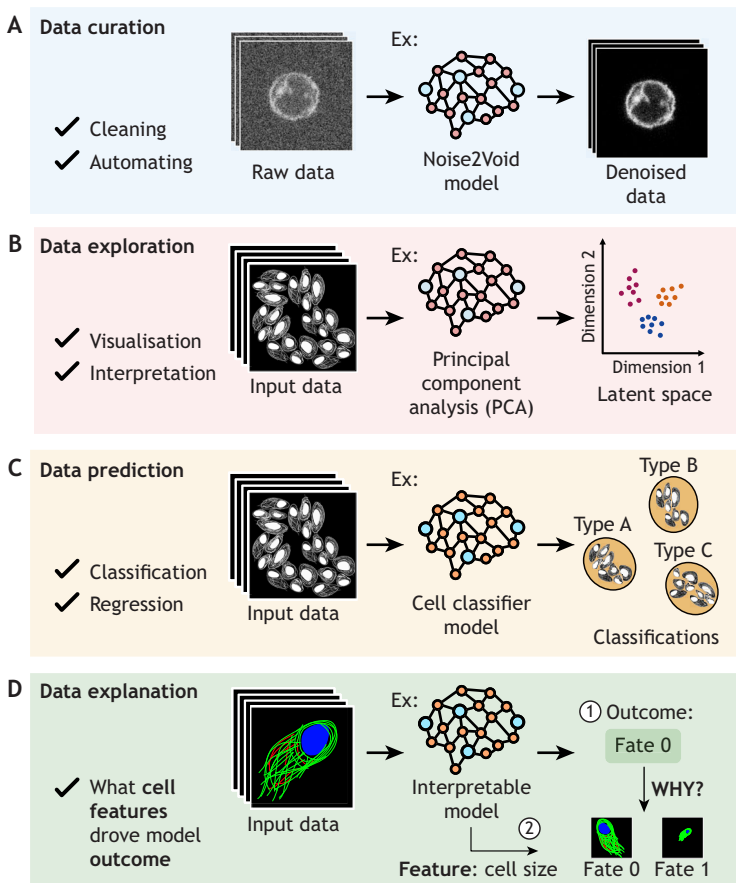 A
Data curation
Cleaning
Automating
Raw data
Ex:
Noise2Void
model
Denoised
data
B
Data exploration
Visualisation
Interpretation
Input data
Ex:
Principal
component
analysis (PCA)
Dimension 2
Dimension 1
Latent space
C
Data prediction
Classification
Regression
Input data
Ex:
Cell classifier
model
Type B
Type A
Type C
Classifications
D
Data explanation
What cell
features
drove model
outcome
Input data
Ex:
Interpretable
model
1 Outcome:
Fate 0
WHY?
2
Feature: cell size
Fate 0
Fate 1